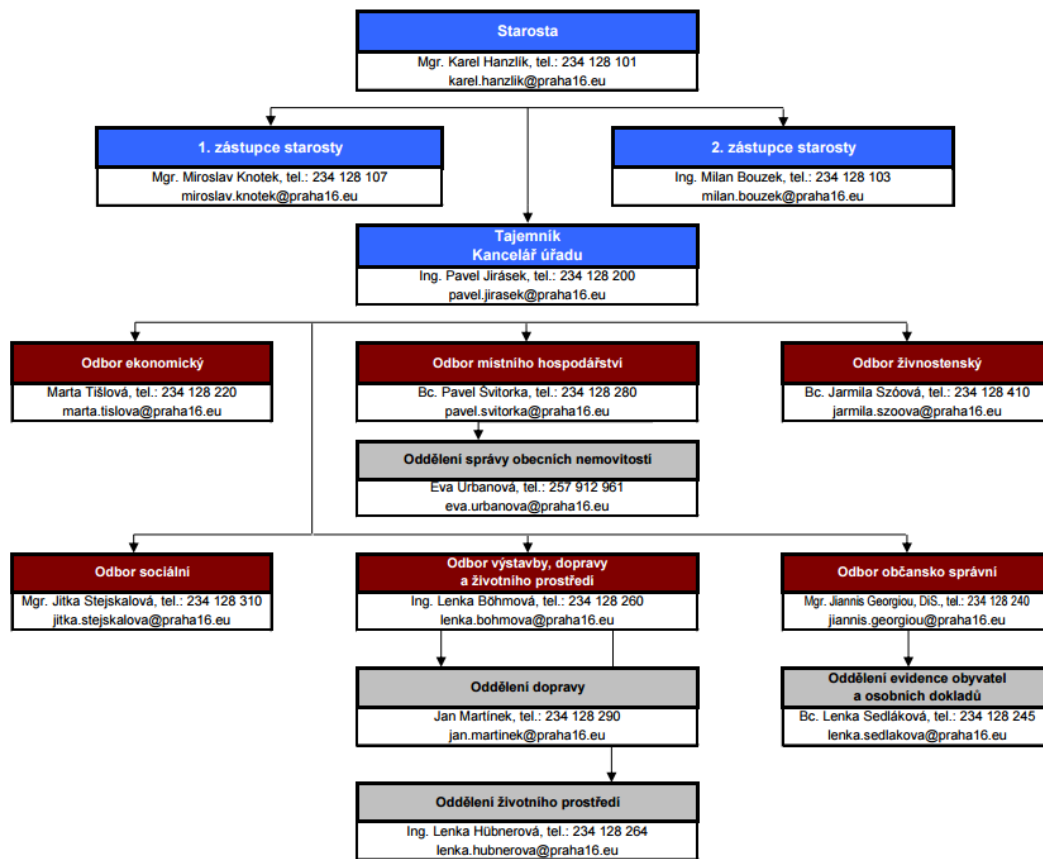 Starosta
Mgr. Karel Hanzlík, tel.: 234 128 101
karel.hanzlik@praha16.eu
1. zástupce starosty
Mgr. Miroslav Knotek, tel.: 234 128 107
miroslav.knotek@praha16.eu
2. zástupce starosty
Ing. Milan Bouzek, tel.: 234 128 103
milan.bouzek@praha16.eu
Tajemník
Kancelář úřadu
Ing. Pavel Jirásek, tel.: 234 128 200
pavel.jirasek@praha16.eu
Odbor ekonomický
Marta Tišlová, tel.: 234 128 220
marta.tislova@praha16.eu
Odbor místního hospodářství
Bc. Pavel Švitorka, tel.: 234 128 280
pavel.svitorka@praha16.eu
Odbor živnostenský
Bc. Jarmila Szóová, tel.: 234 128 410
jarmila.szoova@praha16.eu
Oddělení správy obecních nemovitostí
Eva Urbanová, tel.: 257 912 961
eva.urbanova@praha16.eu
Odbor sociální
Mgr. Jitka Stejskalová, tel.: 234 128 310
jitka.stejskalova@praha16.eu
Odbor výstavby, dopravy
a životního prostředí
Ing. Lenka Böhmová, tel.: 234 128 260
lenka.bohmova@praha16.eu
Odbor občansko správní
Mgr. Jiannis Georgiou, DiS., tel.: 234 128 240
jiannis.georgiou@praha16.eu
Oddělení dopravy
Jan Martínek, tel.: 234 128 290
jan.martinek@praha16.eu
Oddělení evidence obyvatel
a osobních dokladů
Bc. Lenka Sedláková, tel.: 234 128 245
lenka.sedlakova@praha16.eu
Oddělení životního prostředí
Ing. Lenka Hübnerová, tel.: 234 128 264
lenka.hubnerova@praha16.eu